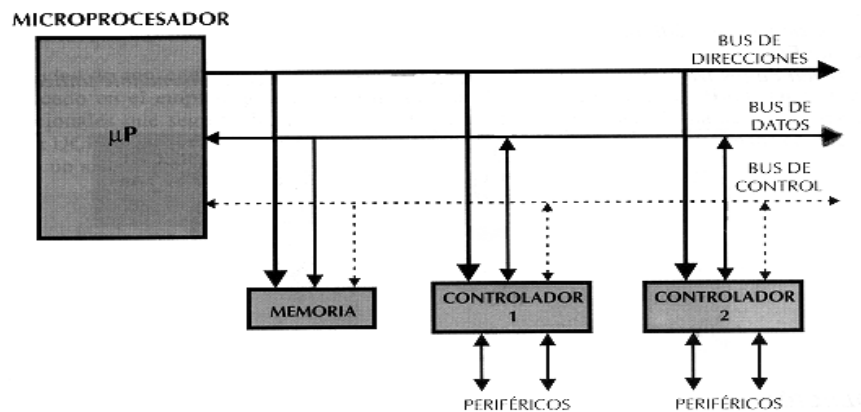 MICROPROCESADOR
BUS DE
DIRECCIONES
μP
BUS DE
DATOS
BUS DE
CONTROL
MEMORIA
CONTROLADOR
1
CONTROLADOR
2
PERIFÉRICOS
PERIFÉRICOS